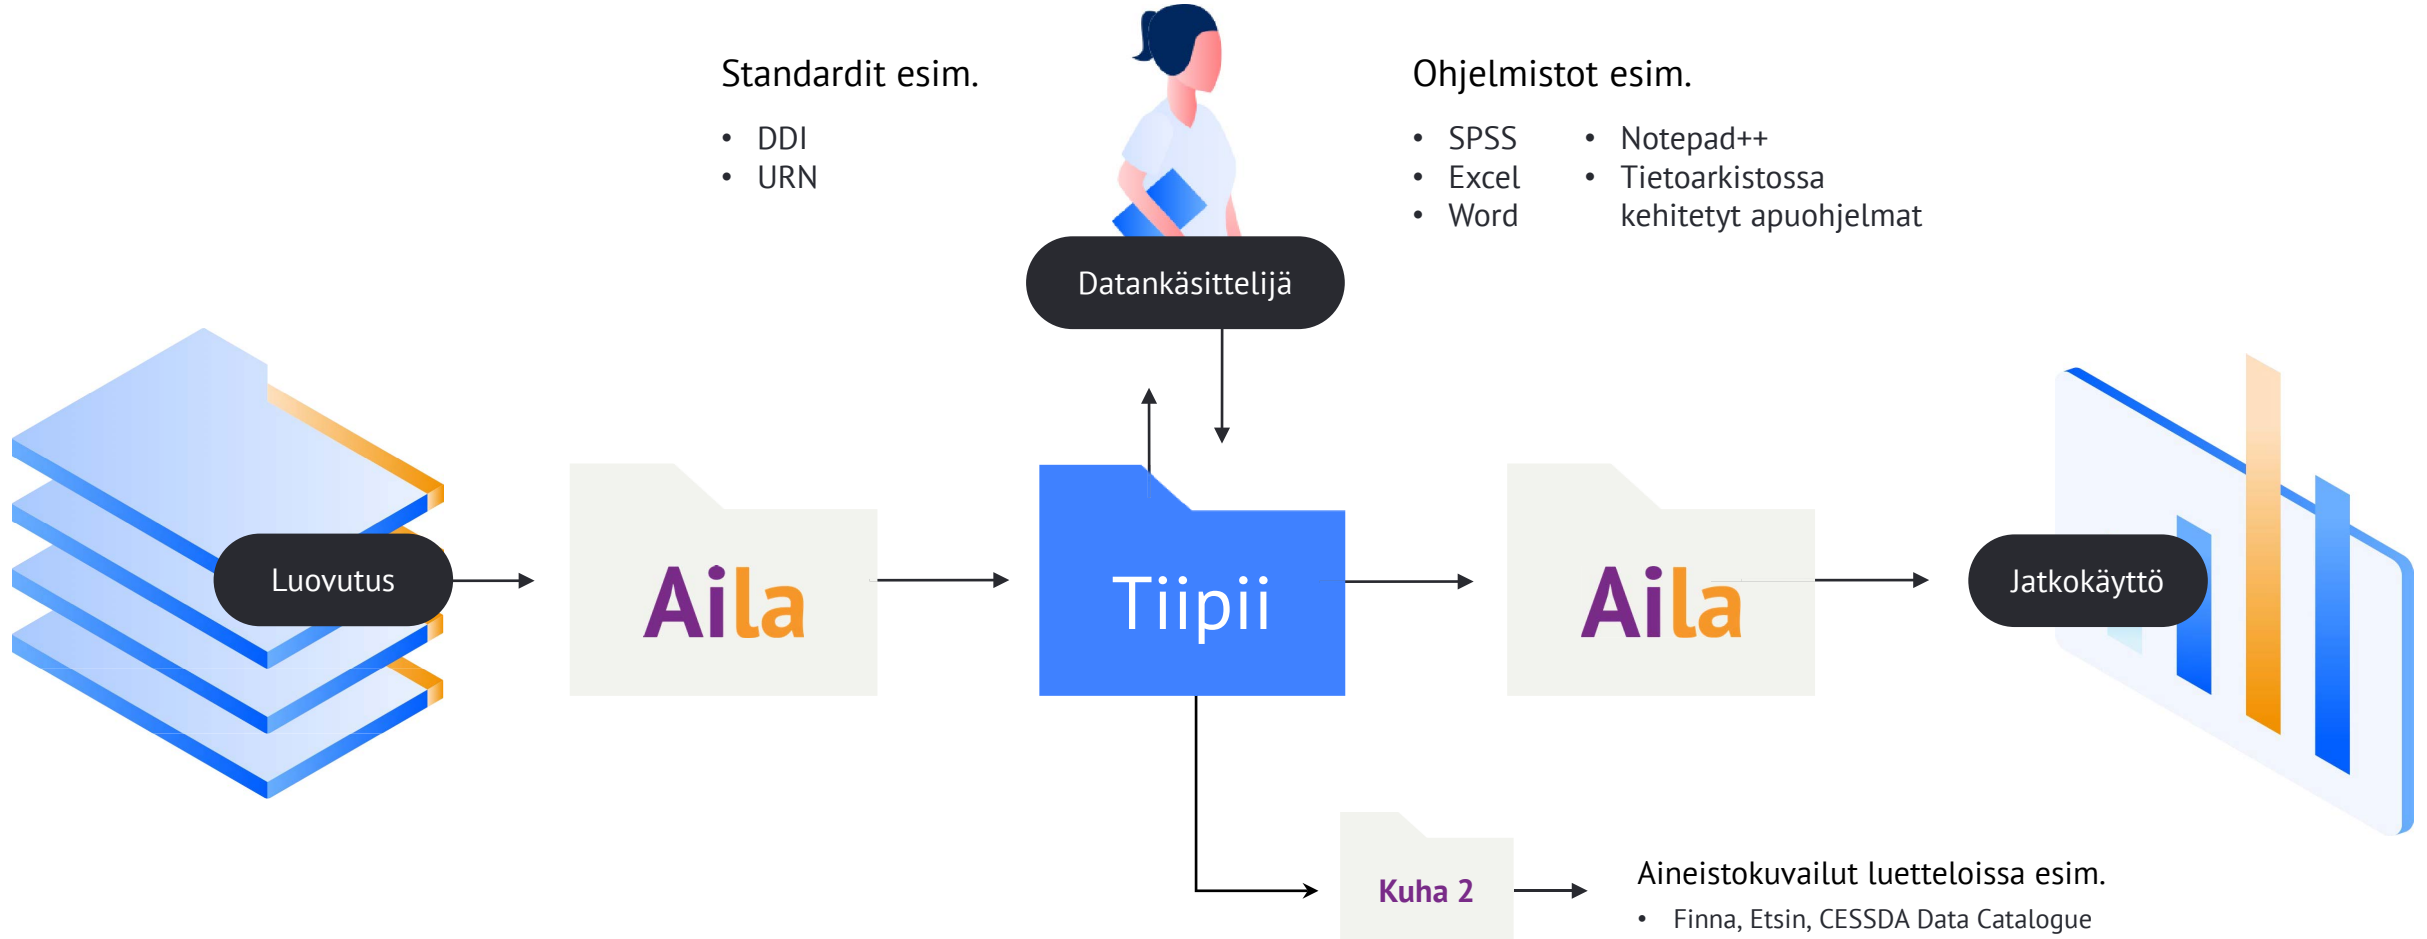 Standardit esim.
• DDI
• URN
Ohjelmistot esim.
• SPSS
• Excel
• Word
• Notepad++
• Tietoarkistossa
kehitetyt apuohjelmat
Datankäsittelijä
Luovutus
Aila
Tiipii
Aila
Jatkokäyttö
Kuha 2
Aineistokuvailut luetteloissa esim.
• Finna, Etsin, CESSDA Data Catalogue